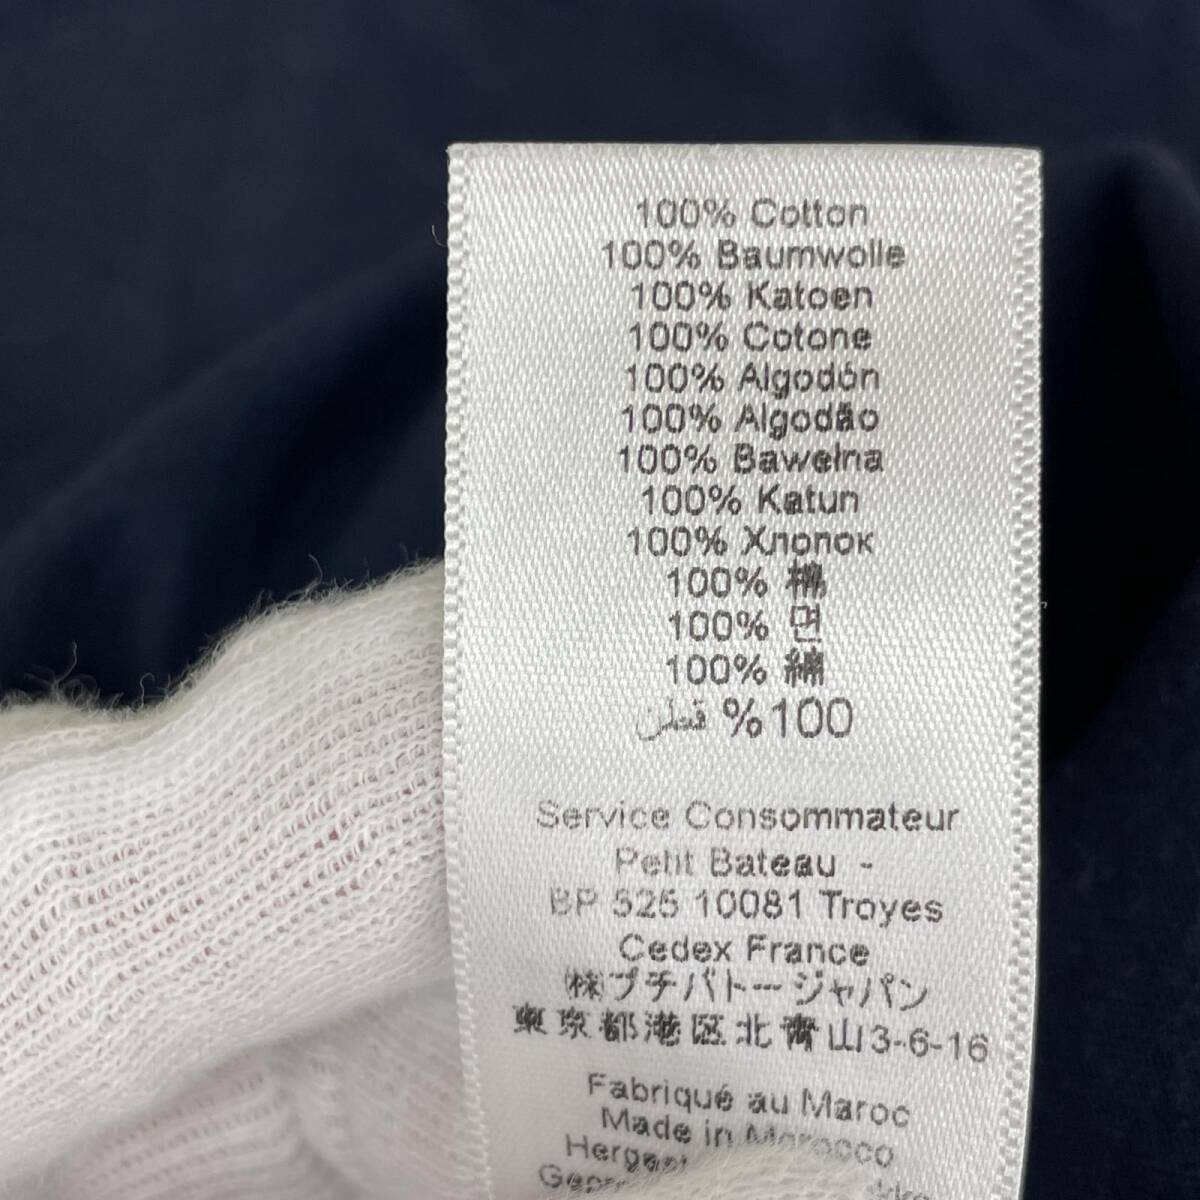 100% Cotton
100% Baumwolle
100% Katoen
100% Cotone
100% Algodón
100% Algodão
100% Bawełna
100% Katun
100% Хлопок
100% 棉
100% 면
100% 綿
100% قطن
Service Consommateur
Petit Bateau -
BP 525 10081 Troyes
Cedex France
㈱プチバトージャパン
東京都港区北青山3-6-16
Fabriqué au Maroc
Made in Morocco